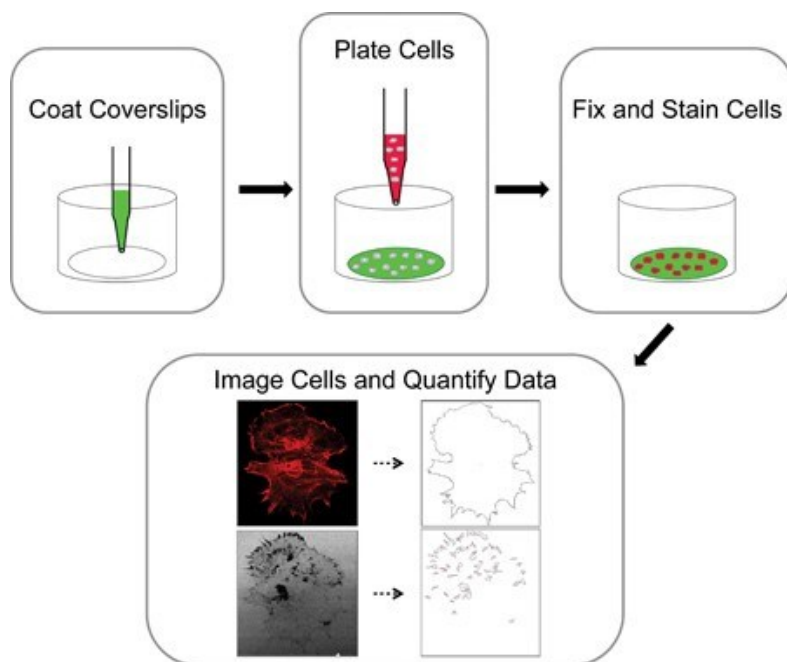 Coat Coverslips
Plate Cells
Fix and Stain Cells
Image Cells and Quantify Data